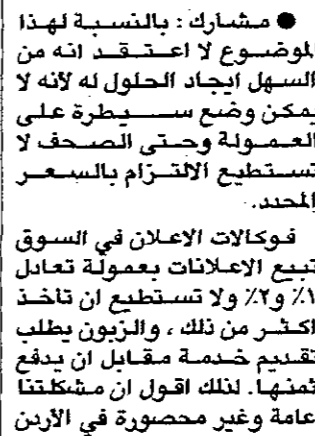 ● مشارك : بالنسبة لهذا
الموضوع لا اعتقد انه من
السهل ايجاد الحلول له لأنه لا
يمكن وضع سيطرة على
العمولة وحتى الصحف لا
تستطيع الالتزام بالسعر
المحدد.
فوكالات الاعلان في السوق
تبيع الاعلانات بعمولة تعادل
١٪ و٢٪ ولا تستطيع ان تأخذ
اكثر من ذلك ، والزبون يطلب
تقديم خدمة مقابل ان يدفع
ثمنها. لذلك اقول ان مشكلتنا
عامة وغير محصورة في الأردن